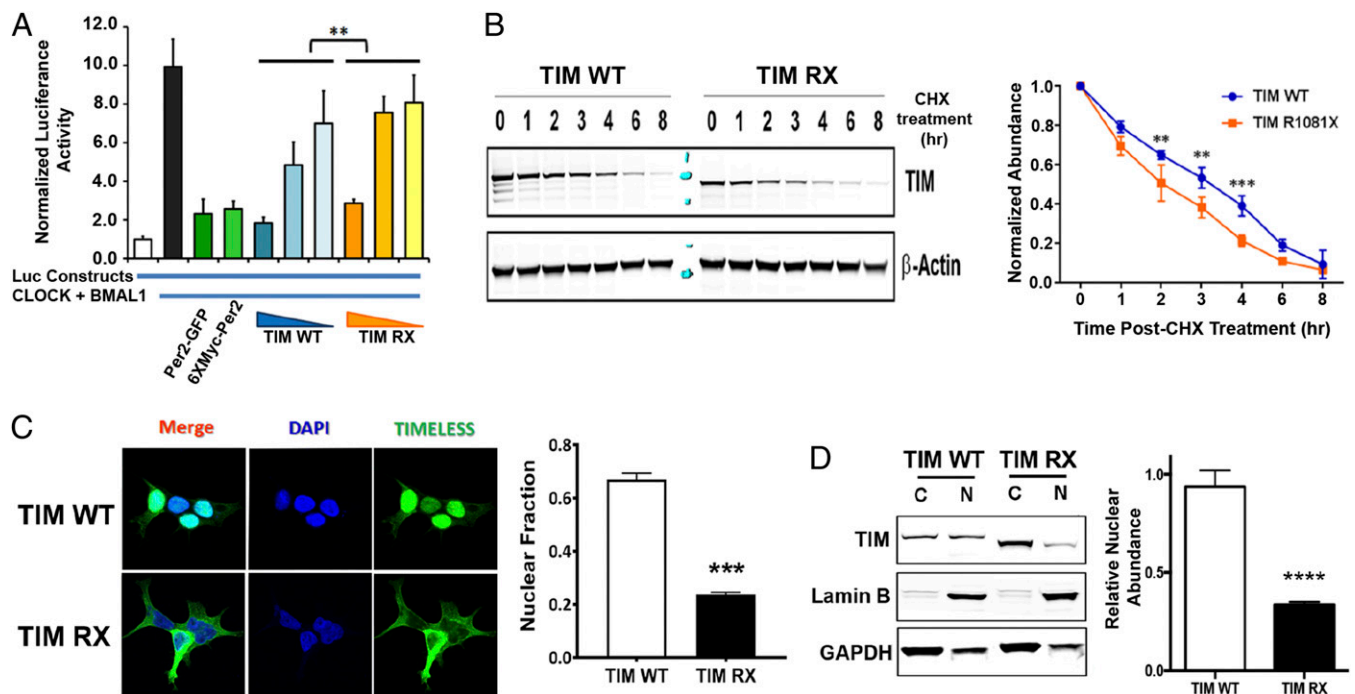 A
Normalized Luciferance
Activity
12.0
10.0
8.0
6.0
4.0
2.0
0.0
**
Luc Constructs
CLOCK + BMAL1
Per2-GFP
6XMyc-Per2
TIM WT
TIM RX
B
TIM WT
TIM RX
CHX
treatment
(hr)
0 1 2 3 4 6 8
0 1 2 3 4 6 8
TIM
β-Actin
Normalized Abundance
1.0
0.8
0.6
0.4
0.2
0.0
TIM WT
TIM R1081X
**
**
***
0 1 2 3 4 6 8
Time Post-CHX Treatment (hr)
C
Merge
DAPI
TIMELESS
TIM WT
TIM RX
Nuclear Fraction
0.8
0.6
0.4
0.2
0.0
***
TIM WT
TIM RX
D
TIM WT
TIM RX
C N C N
TIM
Lamin B
GAPDH
Relative Nuclear
Abundance
1.0
0.5
0.0
****
TIM WT
TIM RX